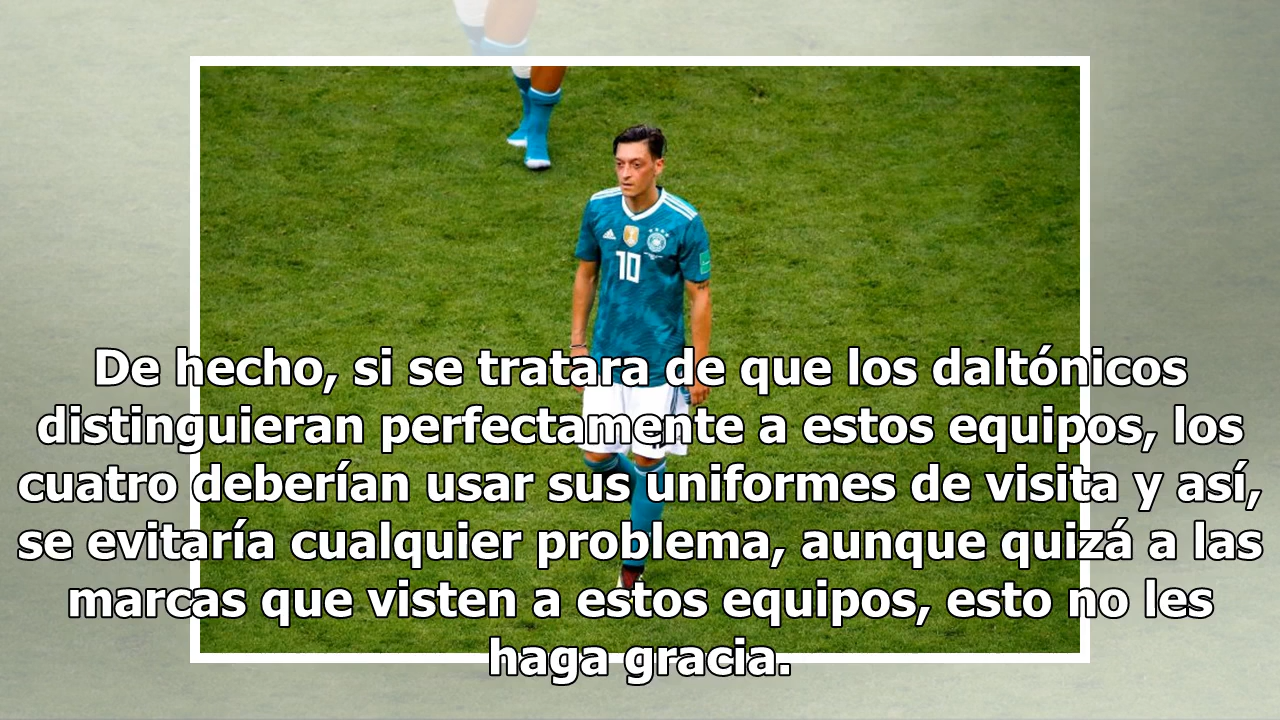 10
De hecho, si se tratara de que los daltónicos
distinguieran perfectamente a estos equipos, los
cuatro deberían usar sus uniformes de visita y así,
se evitaría cualquier problema, aunque quizá a las
marcas que visten a estos equipos, esto no les
haga gracia.